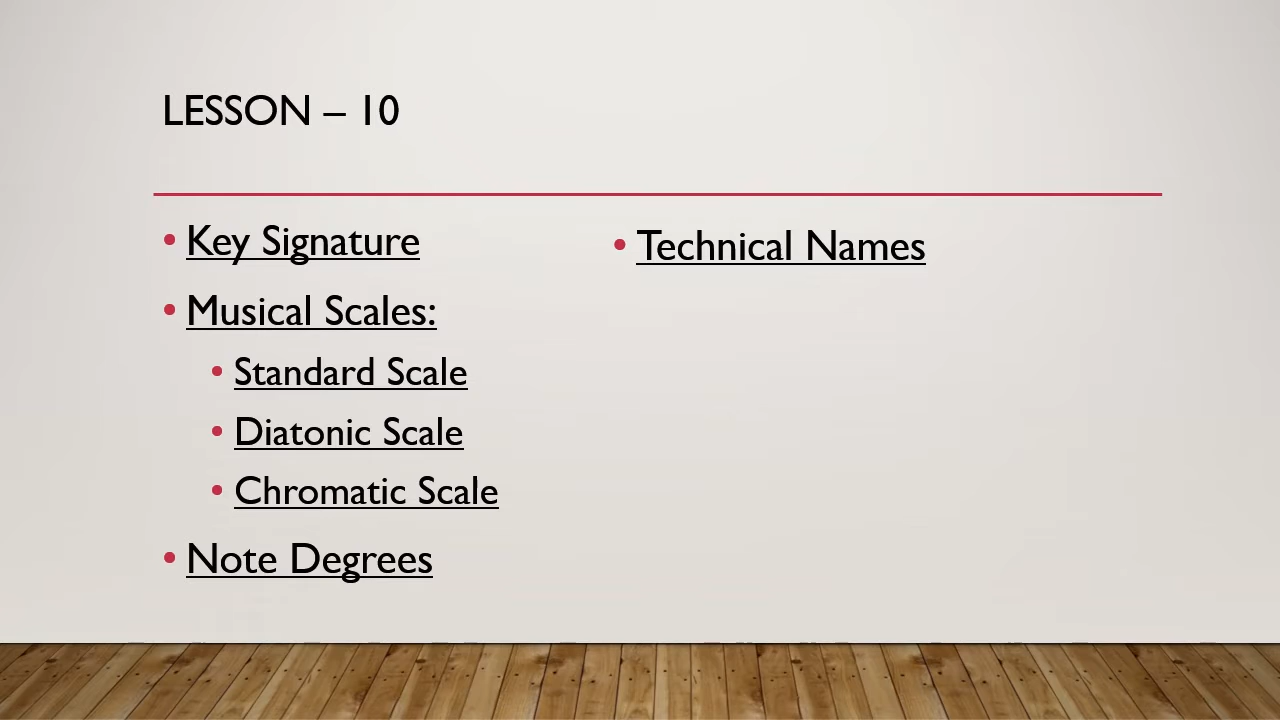 LESSON – 10
• Key Signature
• Musical Scales:
• Standard Scale
• Diatonic Scale
• Chromatic Scale
• Note Degrees
• Technical Names